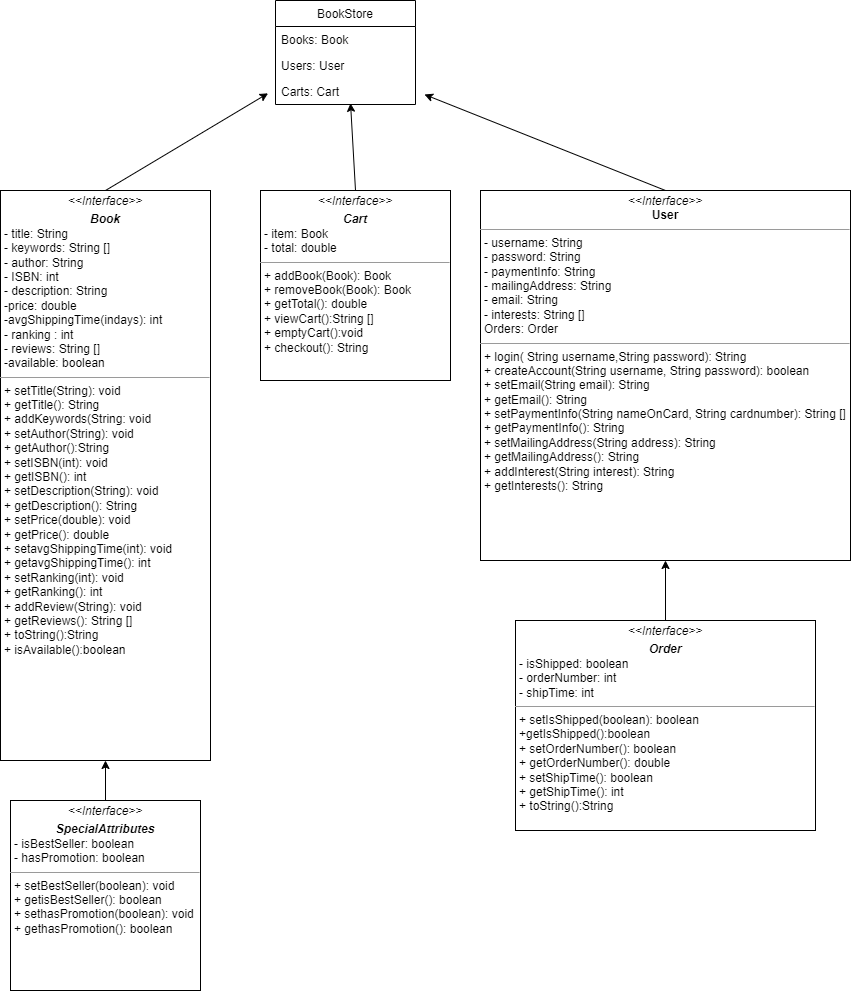 BookStore
Books: Book
Users: User
Carts: Cart
<<Interface>>
Book
- title: String
- keywords: String []
- author: String
- ISBN: int
- description: String
-price: double
-avgShippingTime(indays): int
- ranking : int
- reviews: String []
-available: boolean
+ setTitle(String): void
+ getTitle(): String
+ addKeywords(String: void
+ setAuthor(String): void
+ getAuthor():String
+ setISBN(int): void
+ getISBN(): int
+ setDescription(String): void
+ getDescription(): String
+ setPrice(double): void
+ getPrice(): double
+ setavgShippingTime(int): void
+ getavgShippingTime(): int
+ setRanking(int): void
+ getRanking(): int
+ addReview(String): void
+ getReviews(): String []
+ toString():String
+ isAvailable():boolean
<<Interface>>
Cart
- item: Book
- total: double
+ addBook(Book): Book
+ removeBook(Book): Book
+ getTotal(): double
+ viewCart():String []
+ emptyCart():void
+ checkout(): String
<<Interface>>
User
- username: String
- password: String
- paymentInfo: String
- mailingAddress: String
- email: String
- interests: String []
Orders: Order
+ login( String username,String password): String
+ createAccount(String username, String password): boolean
+ setEmail(String email): String
+ getEmail(): String
+ setPaymentInfo(String nameOnCard, String cardnumber): String []
+ getPaymentInfo(): String
+ setMailingAddress(String address): String
+ getMailingAddress(): String
+ addInterest(String interest): String
+ getInterests(): String
<<Interface>>
Order
- isShipped: boolean
- orderNumber: int
- shipTime: int
+ setIsShipped(boolean): boolean
+getIsShipped():boolean
+ setOrderNumber(): boolean
+ getOrderNumber(): double
+ setShipTime(): boolean
+ getShipTime(): int
+ toString():String
<<Interface>>
SpecialAttributes
- isBestSeller: boolean
- hasPromotion: boolean
+ setBestSeller(boolean): void
+ getisBestSeller(): boolean
+ sethasPromotion(boolean): void
+ gethasPromotion(): boolean